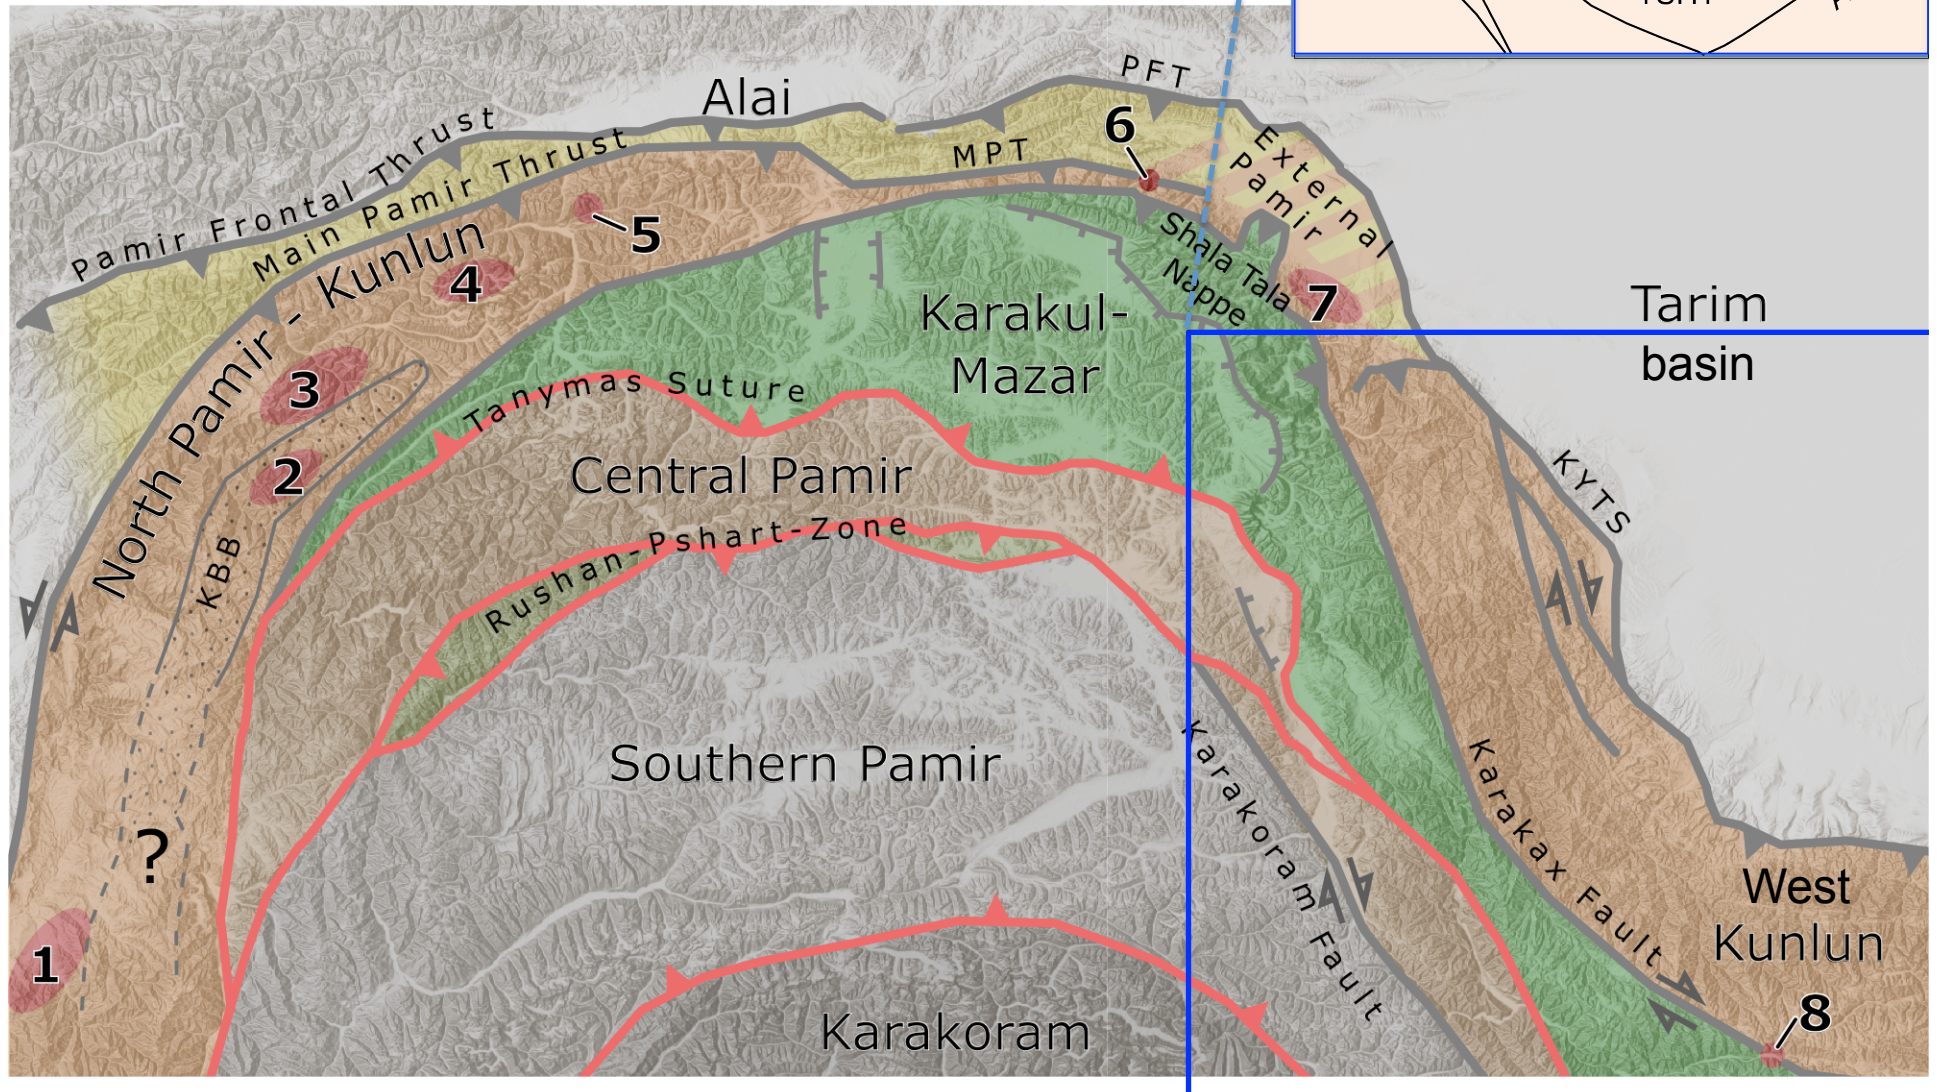 Alai
PFT
Pamir Frontal Thrust
Main Pamir Thrust
MPT
6
External
Pamir
5
North Pamir - Kunlun
4
Shala Tala
Nappe
7
Tarim
basin
Karakul-
Mazar
3
Tanymas Suture
2
Central Pamir
KYTS
KBB
Rushan-Pshart-Zone
Southern Pamir
Karakoram Fault
Karakax Fault
?
West
Kunlun
1
8
Karakoram